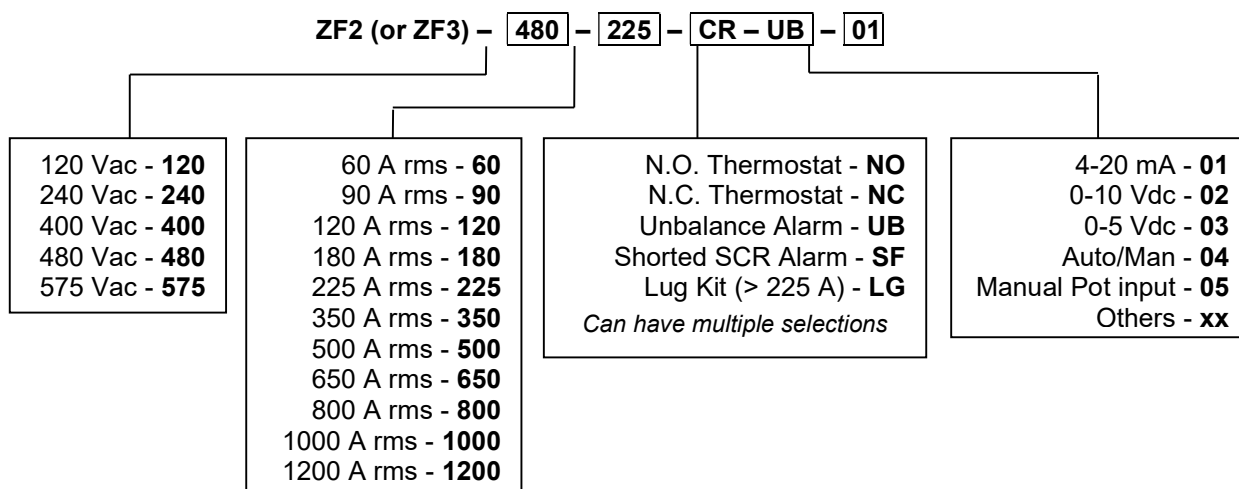 ZF2 (or ZF3) – 480 - 225 – CR – UB – 01
120 Vac - 120
240 Vac - 240
400 Vac - 400
480 Vac - 480
575 Vac - 575
60 A rms - 60
90 A rms - 90
120 A rms - 120
180 A rms - 180
225 A rms - 225
350 A rms - 350
500 A rms - 500
650 A rms - 650
800 A rms - 800
1000 A rms - 1000
1200 A rms - 1200
N.O. Thermostat - NO
N.C. Thermostat - NC
Unbalance Alarm - UB
Shorted SCR Alarm - SF
Lug Kit (> 225 A) - LG
Can have multiple selections
4-20 mA - 01
0-10 Vdc - 02
0-5 Vdc - 03
Auto/Man - 04
Manual Pot input - 05
Others - xx